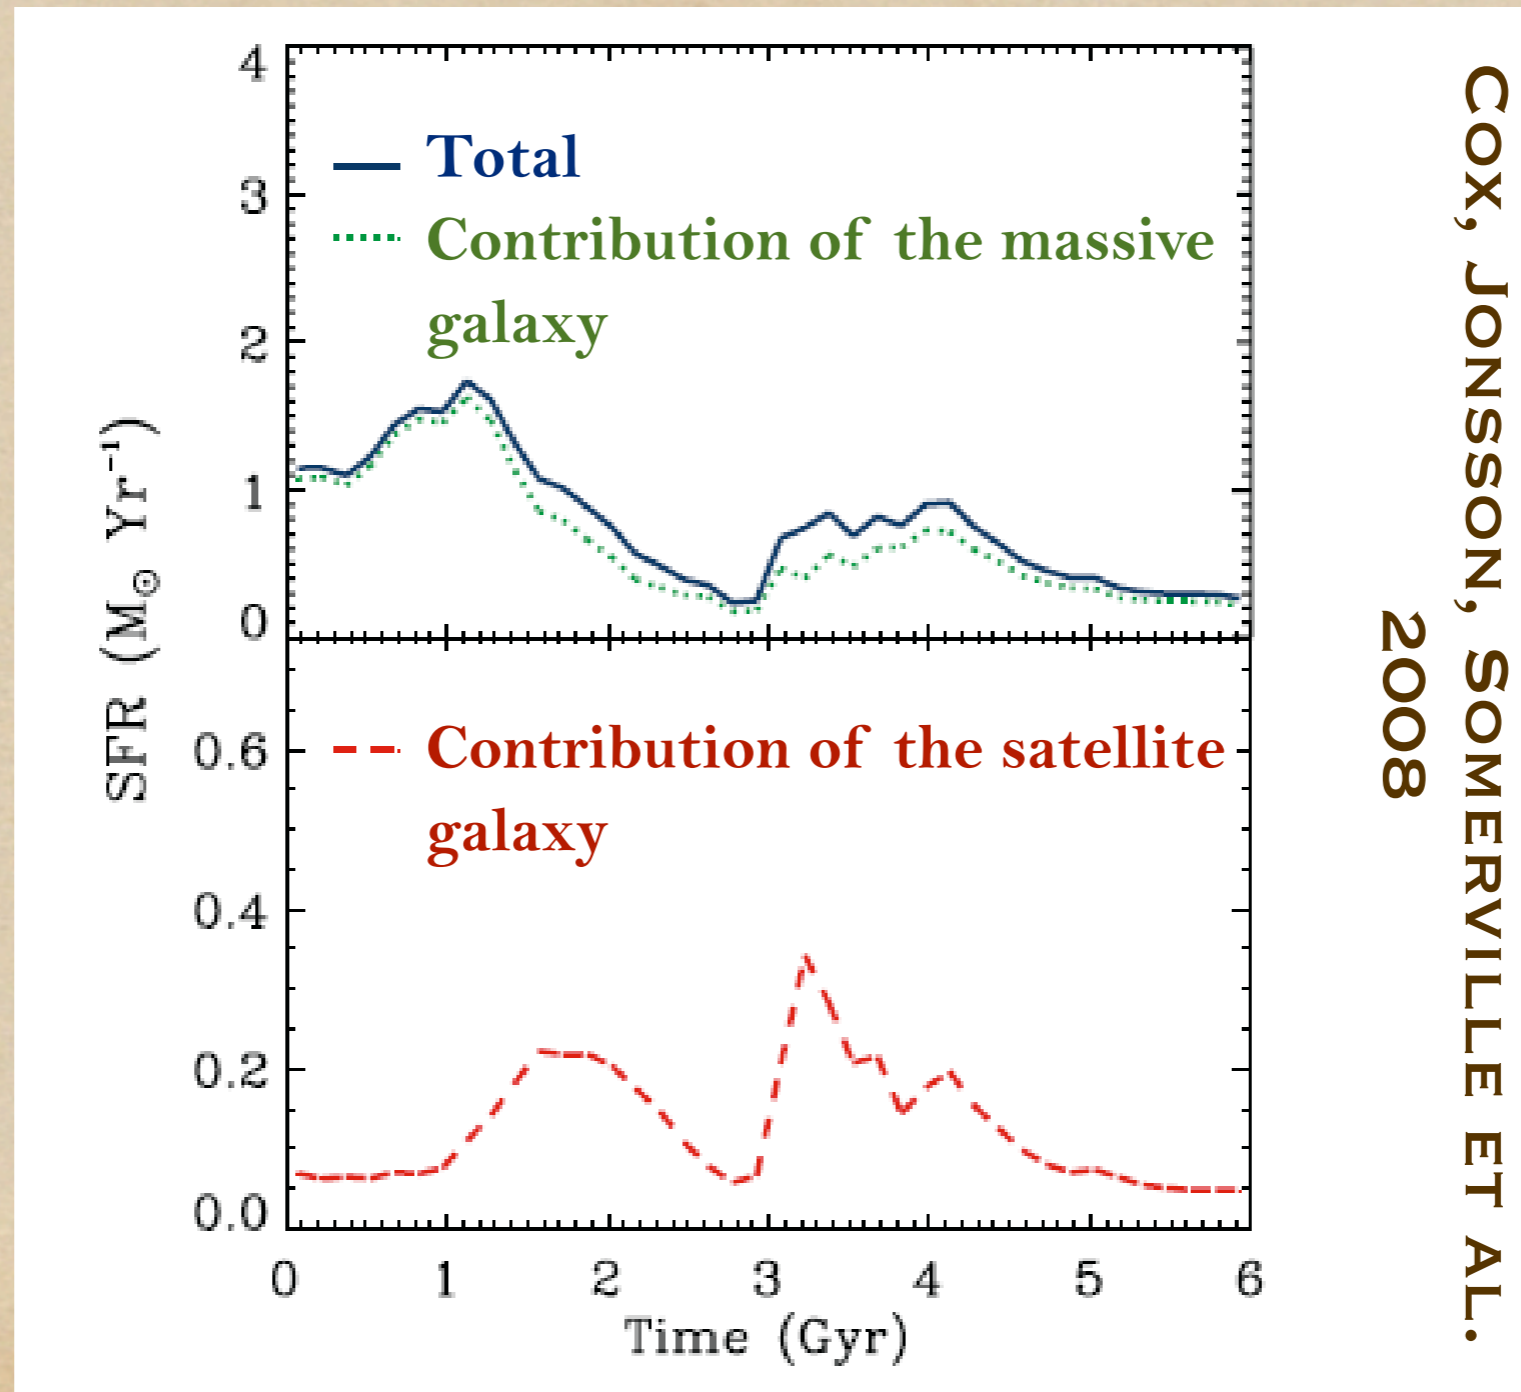 4
3
2
1
0
Total
Contribution of the massive
galaxy
SFR (M⊙ Yr⁻¹)
0.6
0.4
0.2
0.0
Contribution of the satellite
galaxy
0 1 2 3 4 5 6
Time (Gyr)
Cox, Jonsson, Somerville et al.
2008